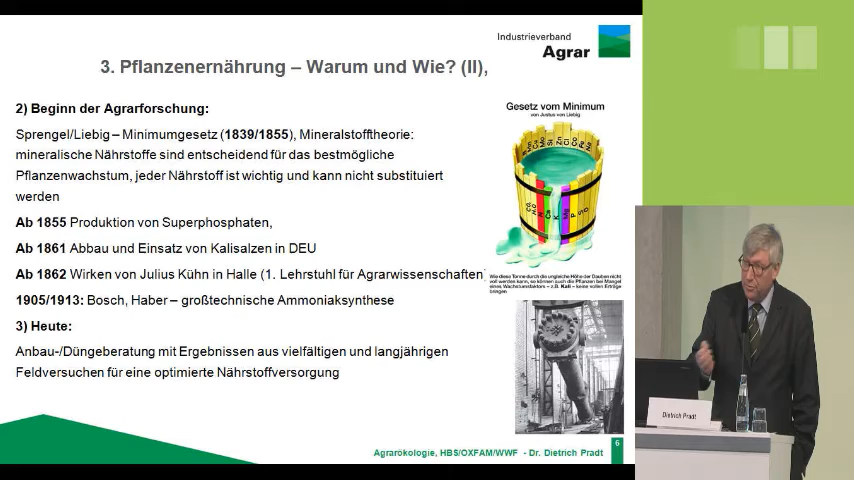 Industrieverband
Agrar
3. Pflanzenernährung – Warum und Wie? (II),
2) Beginn der Agrarforschung:
Sprengel/Liebig – Minimumgesetz (1839/1855), Mineralstofftheorie:
mineralische Nährstoffe sind entscheidend für das bestmögliche
Pflanzenwachstum, jeder Nährstoff ist wichtig und kann nicht substituiert
werden
Ab 1855 Produktion von Superphosphaten,
Ab 1861 Abbau und Einsatz von Kalisalzen in DEU
Ab 1862 Wirken von Julius Kühn in Halle (1. Lehrstuhl für Agrarwissenschaften)
1905/1913: Bosch, Haber – großtechnische Ammoniaksynthese
3) Heute:
Anbau-/Düngeberatung mit Ergebnissen aus vielfältigen und langjährigen
Feldversuchen für eine optimierte Nährstoffversorgung
Gesetz vom Minimum
von Justus von Liebig
Wie diese Tonne durch die ungleiche Höhe der Dauben nicht
voll werden kann, so können auch die Pflanzen bei Mangel
eines Wachstumsfaktors – z.B. Kali – keine vollen Erträge
bringen
6
Agrarökologie, HBS/OXFAM/WWF - Dr. Dietrich Pradt
Dietrich Pradt